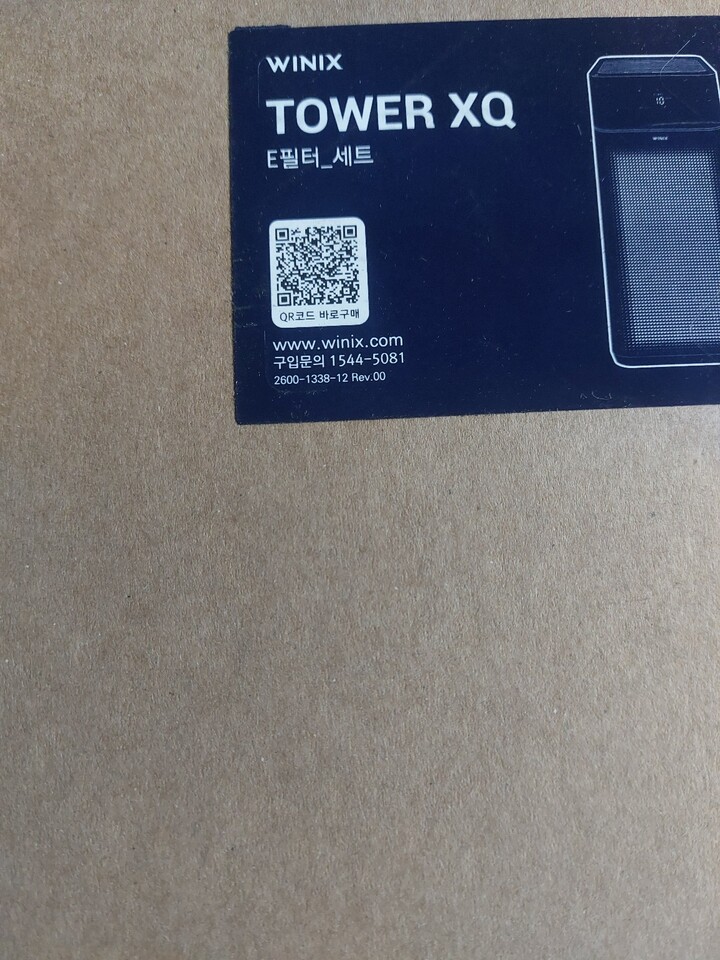 WINIX
TOWER XQ
E필터_세트
QR코드 바로구매
www.winix.com
구입문의 1544-5081
2600-1338-12 Rev.00
WINIX